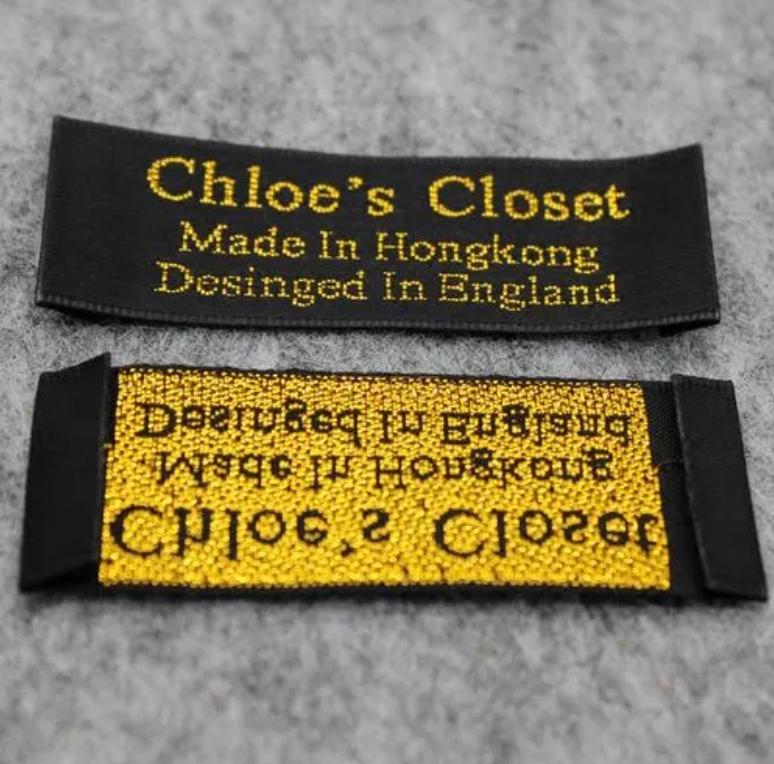 Chloe's Closet
Made In Hongkong
Desinged In England
Desinged In England
Made In Hongkong
Chloe's Closet